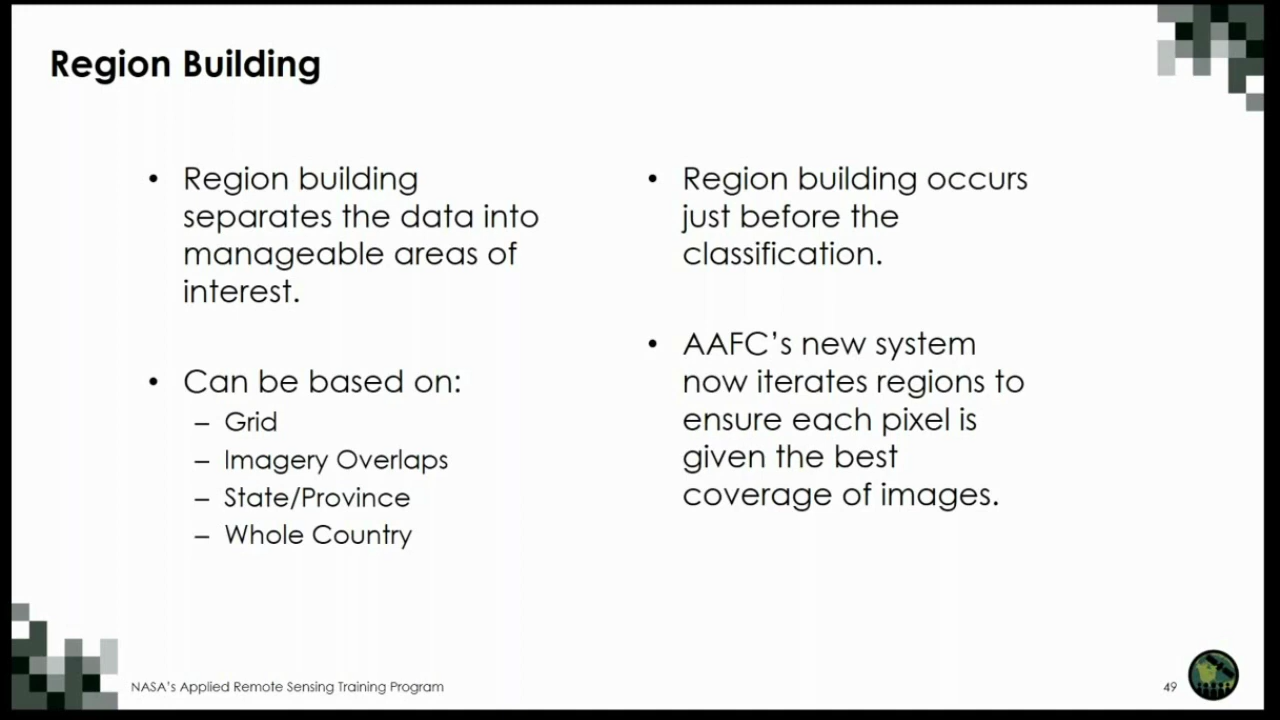 Region Building
• Region building
separates the data into
manageable areas of
interest.
• Can be based on:
– Grid
– Imagery Overlaps
– State/Province
– Whole Country
• Region building occurs
just before the
classification.
• AAFC’s new system
now iterates regions to
ensure each pixel is
given the best
coverage of images.
NASA’s Applied Remote Sensing Training Program
49